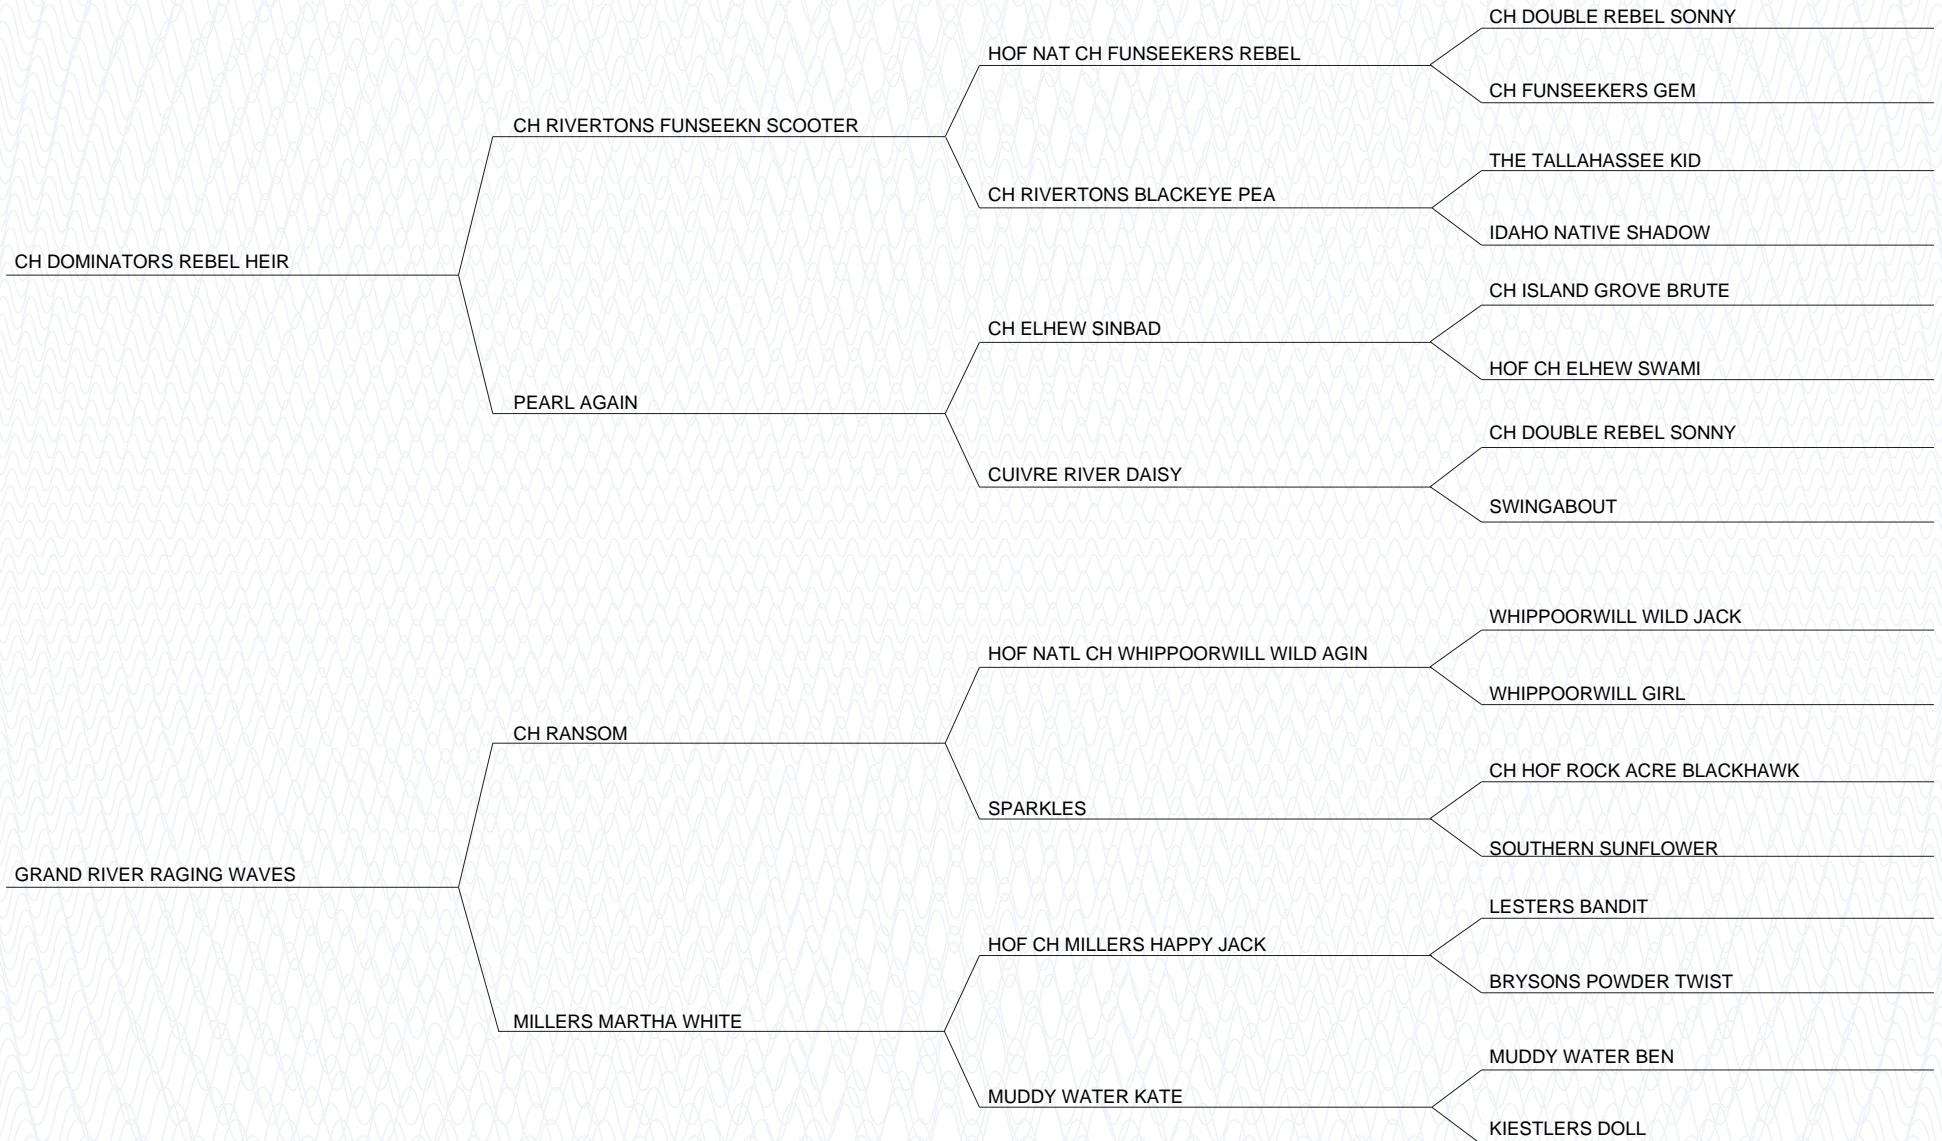 CH DOUBLE REBEL SONNY
HOF NAT CH FUNSEEKERS REBEL
CH FUNSEEKERS GEM
CH RIVERTONS FUNSEEKN SCOOTER
THE TALLAHASSEE KID
CH RIVERTONS BLACKEYE PEA
IDAHO NATIVE SHADOW
CH DOMINATORS REBEL HEIR
CH ISLAND GROVE BRUTE
CH ELHEW SINBAD
HOF CH ELHEW SWAMI
PEARL AGAIN
CH DOUBLE REBEL SONNY
CUIVRE RIVER DAISY
SWINGABOUT
WHIPPOORWILL WILD JACK
HOF NATL CH WHIPPOORWILL WILD AGIN
WHIPPOORWILL GIRL
CH RANSOM
CH HOF ROCK ACRE BLACKHAWK
SPARKLES
SOUTHERN SUNFLOWER
GRAND RIVER RAGING WAVES
LESTERS BANDIT
HOF CH MILLERS HAPPY JACK
BRYSONS POWDER TWIST
MILLERS MARTHA WHITE
MUDDY WATER BEN
MUDDY WATER KATE
KIESTLERS DOLL